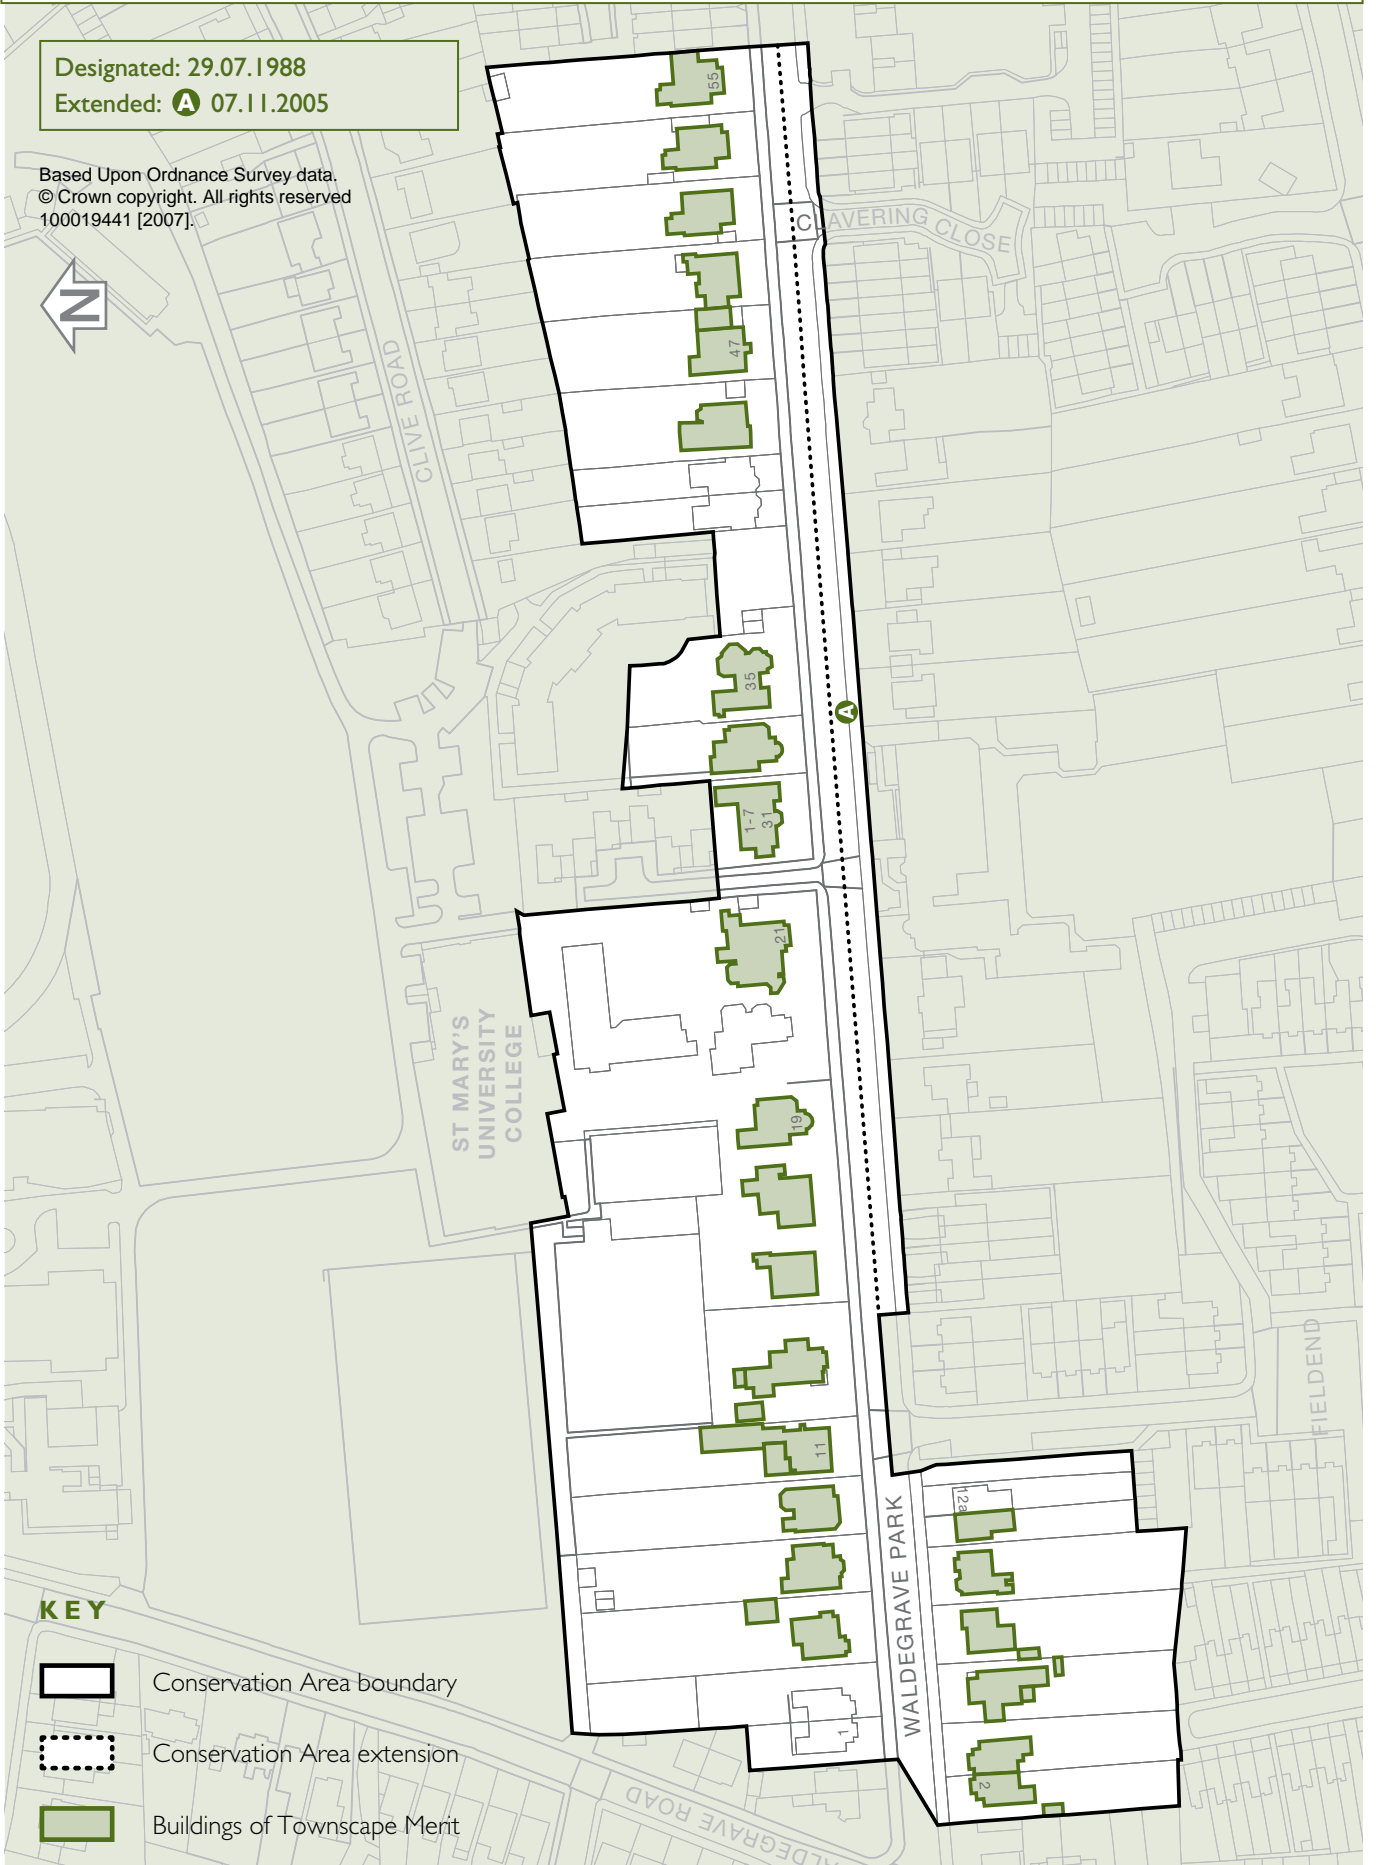 Designated: 29.07.1988
Extended: A 07.11.2005
Based Upon Ordnance Survey data.
© Crown copyright. All rights reserved
100019441 [2007].
N
CLIVE ROAD
55
CLAVERING CLOSE
47
35
A
1-7
31
21
ST MARY'S
UNIVERSITY
COLLEGE
19
FIELDEND
11
12a
WALDEGRAVE PARK
1
2
ALDEGRAVE ROAD
KEY
Conservation Area boundary
Conservation Area extension
Buildings of Townscape Merit